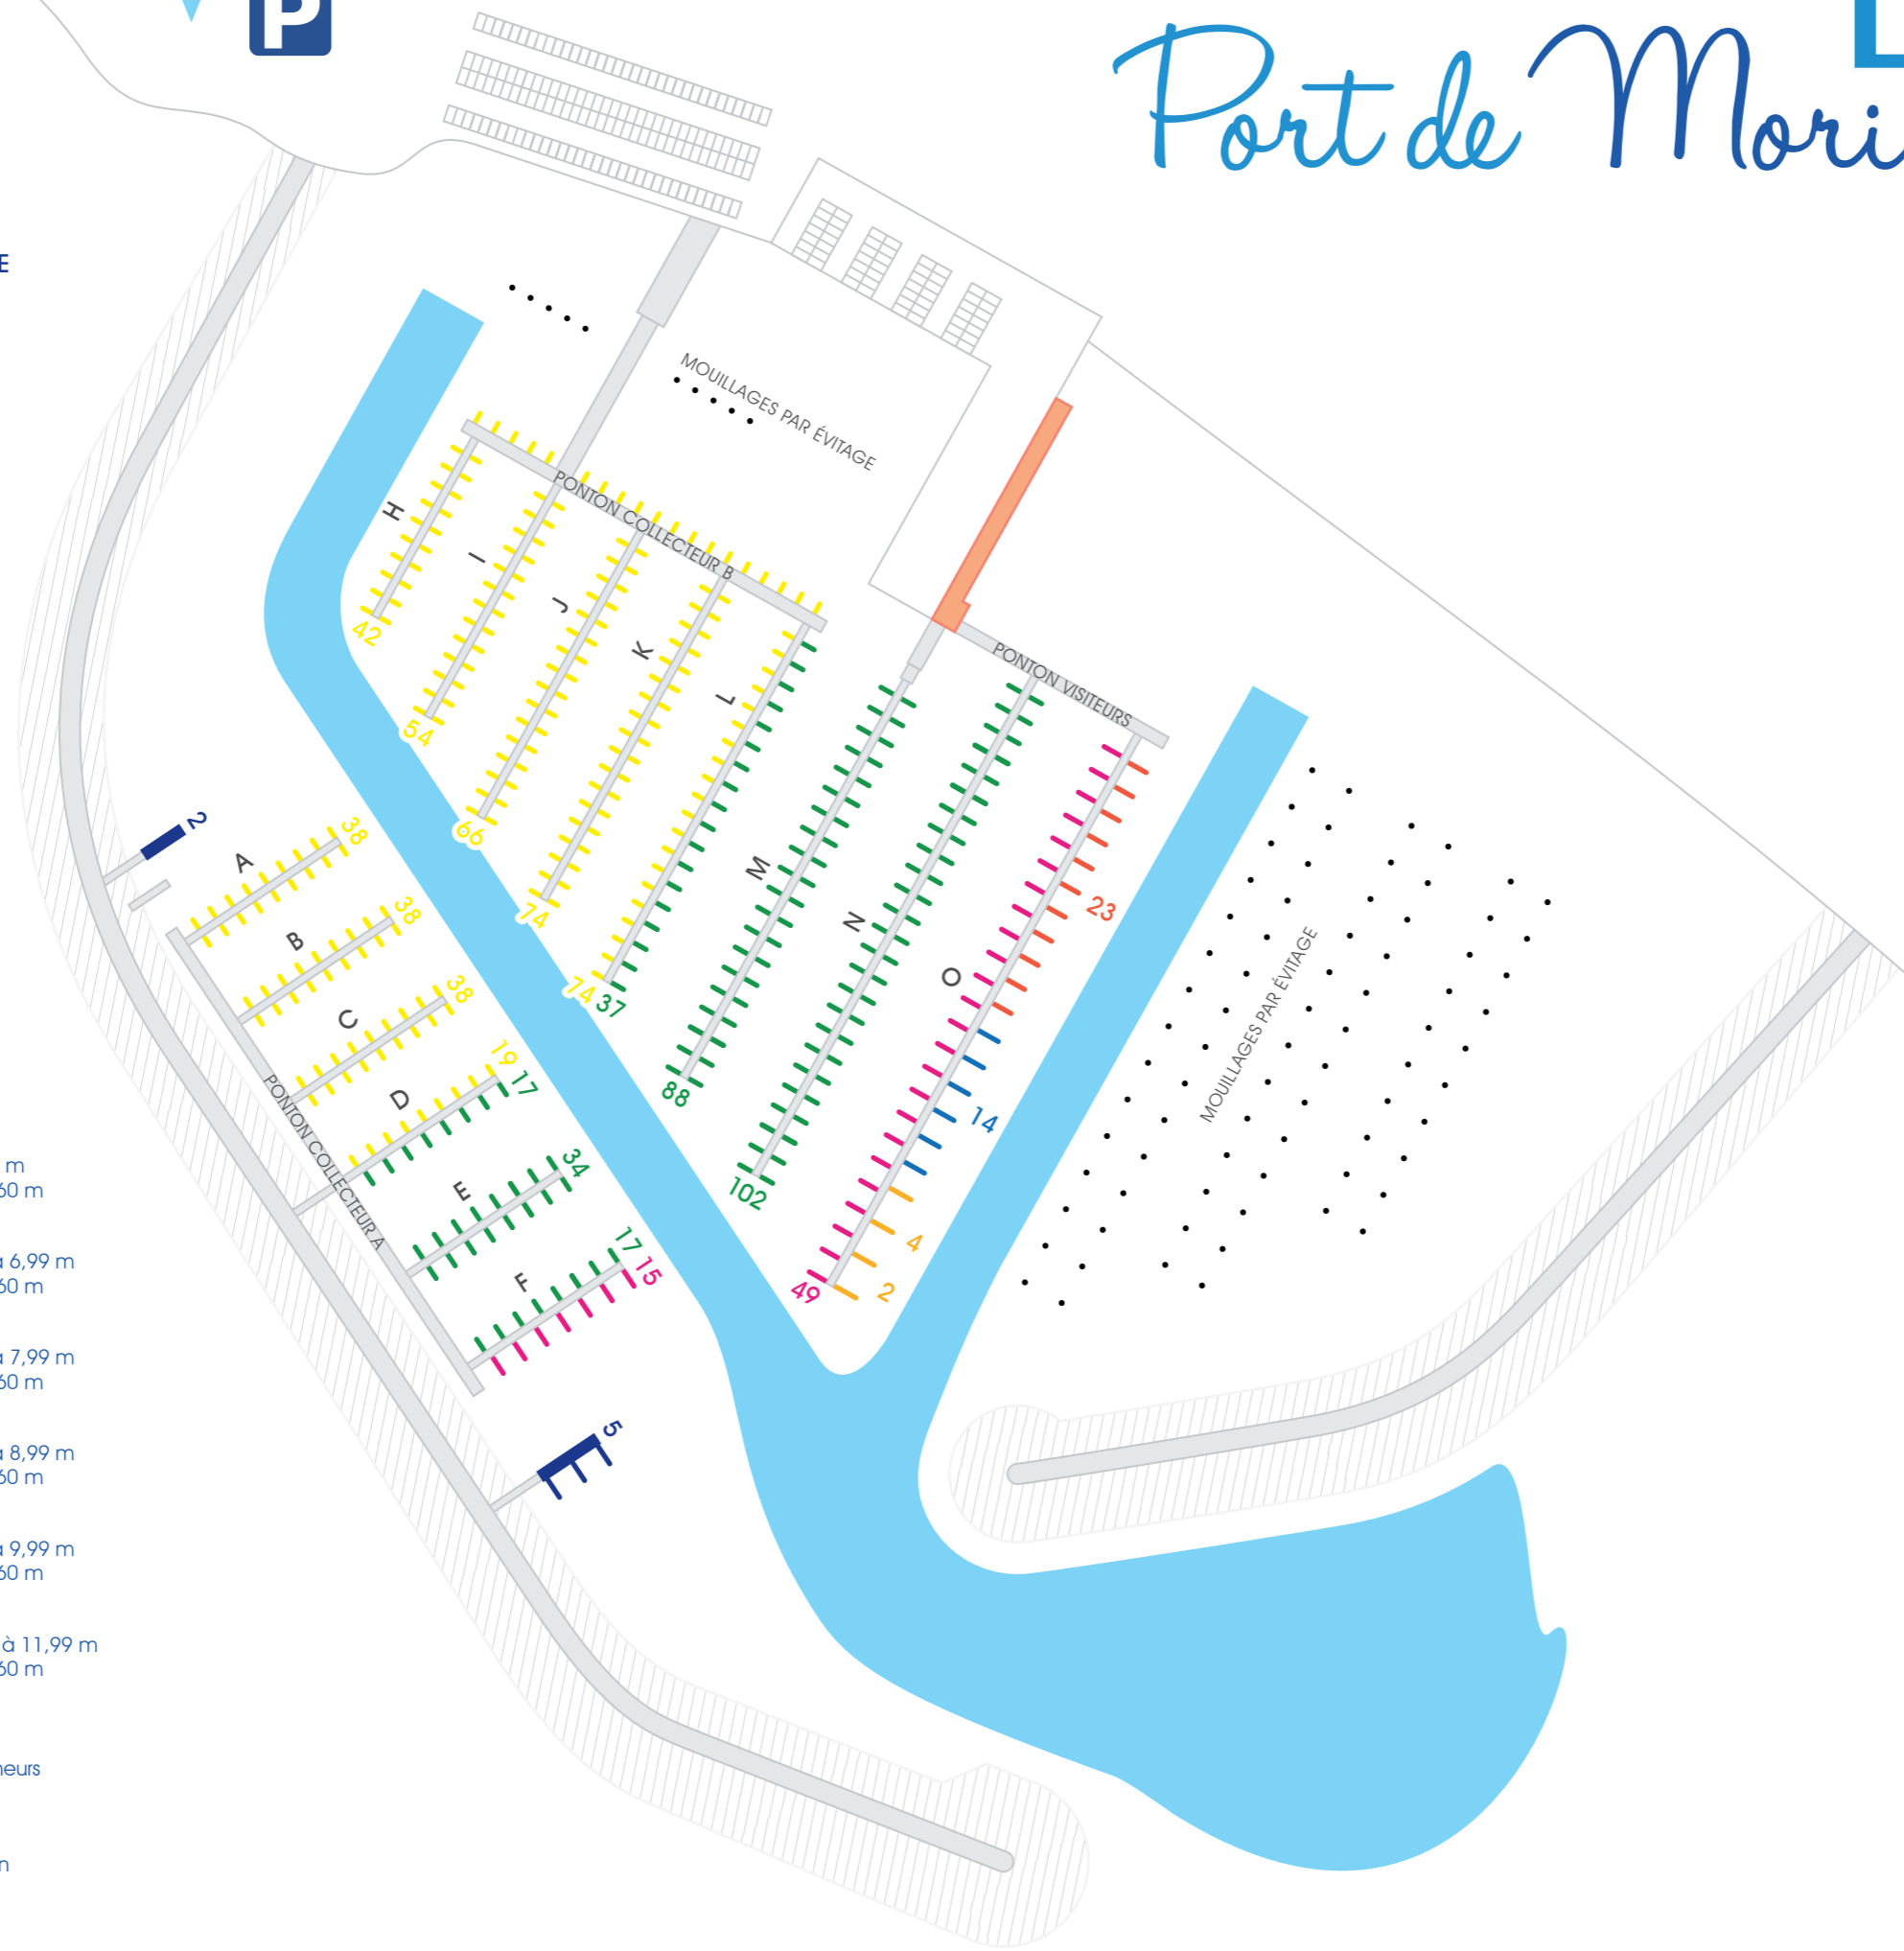 P
L
Port de Mori
E
MOUILLAGES PAR ÉVITAGE
PONTON COLLECTEUR B
H
I
J
K
L
42
54
66
74
74 37
PONTON VISITEURS
M
N
O
88
102
49
23
14
4
2
MOUILLAGES PAR ÉVITAGE
2
A
38
B
38
C
38
D
19
17
E
34
F
17
15
PONTON COLLECTEUR A
5
m
60 m
à 6,99 m
60 m
à 7,99 m
60 m
à 8,99 m
60 m
à 9,99 m
60 m
à 11,99 m
60 m
neurs
n